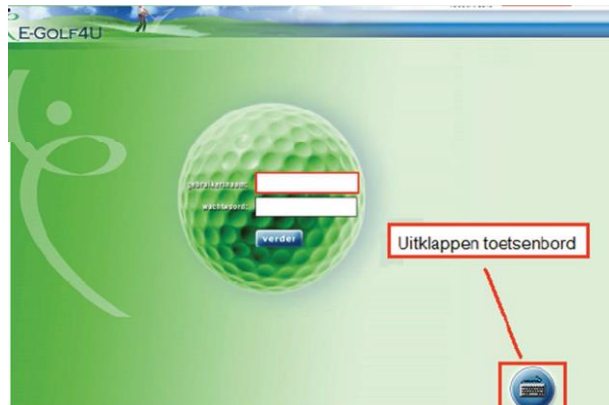 E-GOLF4U
gebruikersnaam:
wachtwoord:
verder
Uitklappen toetsenbord